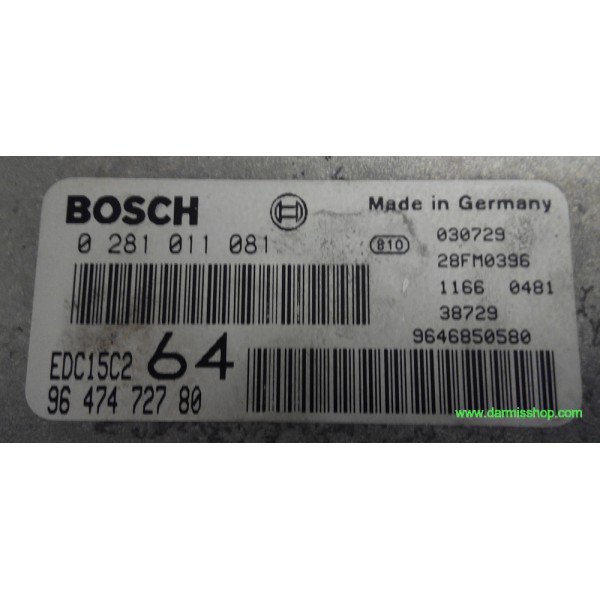 BOSCH
Made in Germany
0 281 011 081
810
030729
28FM0396
1166 0481
38729
9646850580
EDC15C2 64
96 474 727 80
www.darmisshop.com